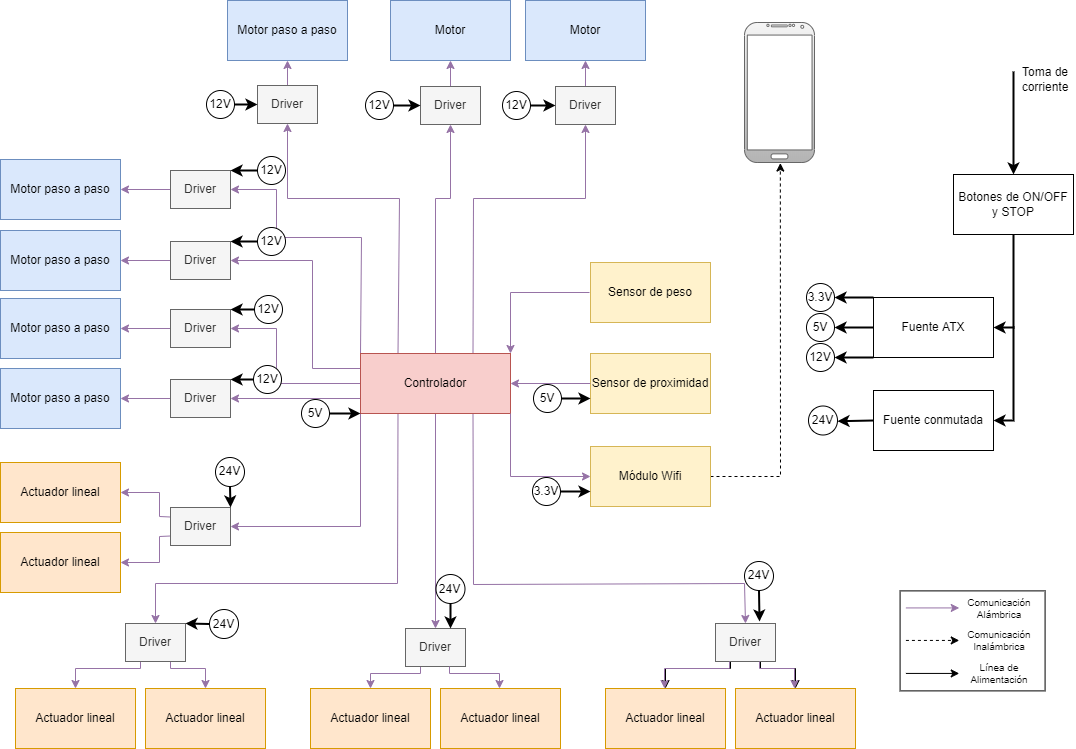 Motor paso a paso
Motor
Motor
Toma de
corriente
12V
Driver
12V
Driver
12V
Driver
Motor paso a paso
Driver
12V
Botones de ON/OFF
y STOP
Motor paso a paso
Driver
12V
Sensor de peso
3.3V
5V
12V
Fuente ATX
Motor paso a paso
Driver
12V
Motor paso a paso
Driver
12V
5V
Controlador
Sensor de proximidad
5V
24V
Fuente conmutada
Actuador lineal
24V
Driver
Actuador lineal
Módulo Wifi
3.3V
24V
Driver
24V
Driver
24V
Driver
Comunicación
Alámbrica
Comunicación
Inalámbrica
Línea de
Alimentación
Actuador lineal
Actuador lineal
Actuador lineal
Actuador lineal
Actuador lineal
Actuador lineal